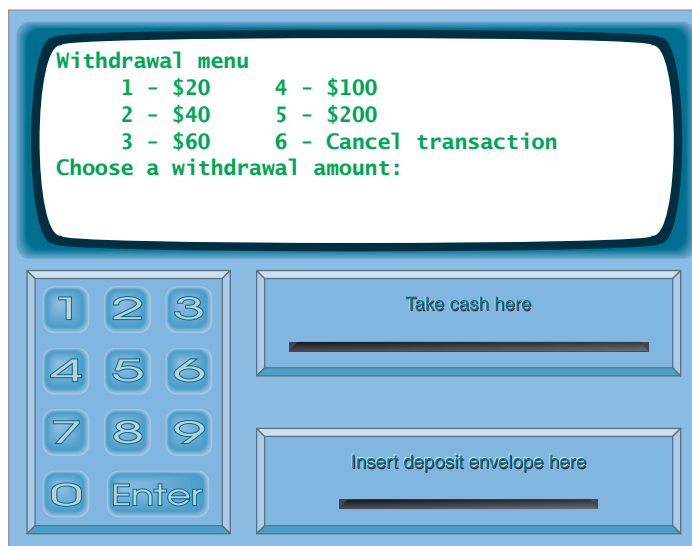 Withdrawal menu
1 - $20 4 - $100
2 - $40 5 - $200
3 - $60 6 - Cancel transaction
Choose a withdrawal amount:
1 2 3
4 5 6
7 8 9
0 Enter
Take cash here
Insert deposit envelope here